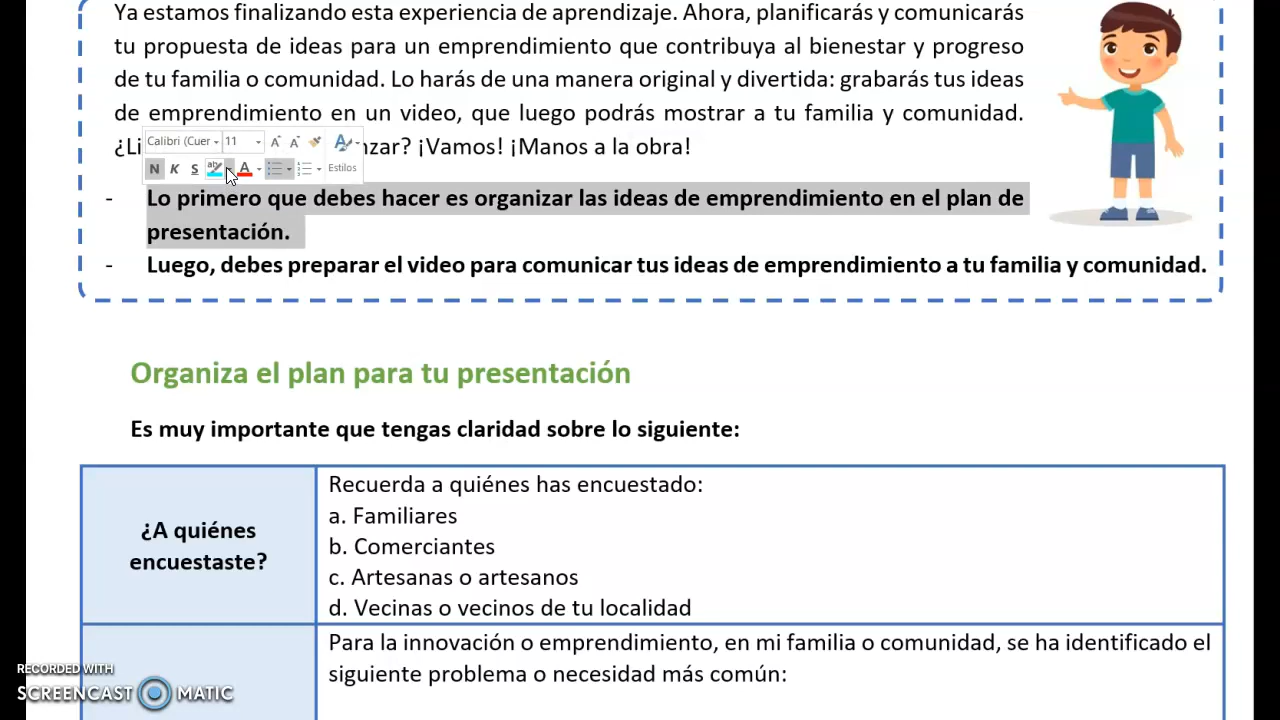 Ya estamos finalizando esta experiencia de aprendizaje. Ahora, planificarás y comunicarás
tu propuesta de ideas para un emprendimiento que contribuya al bienestar y progreso
de tu familia o comunidad. Lo harás de una manera original y divertida: grabarás tus ideas
de emprendimiento en un video, que luego podrás mostrar a tu familia y comunidad.
nzar? ¡Vamos! ¡Manos a la obra!
Calibri (Cuer 11 A A A
N K S aby A Estilos
- Lo primero que debes hacer es organizar las ideas de emprendimiento en el plan de
presentación.
- Luego, debes preparar el video para comunicar tus ideas de emprendimiento a tu familia y comunidad.
Organiza el plan para tu presentación
Es muy importante que tengas claridad sobre lo siguiente:
¿A quiénes
encuestaste?
Recuerda a quiénes has encuestado:
a. Familiares
b. Comerciantes
c. Artesanas o artesanos
d. Vecinas o vecinos de tu localidad
Para la innovación o emprendimiento, en mi familia o comunidad, se ha identificado el
siguiente problema o necesidad más común:
RECORDED WITH
SCREENCAST MATIC